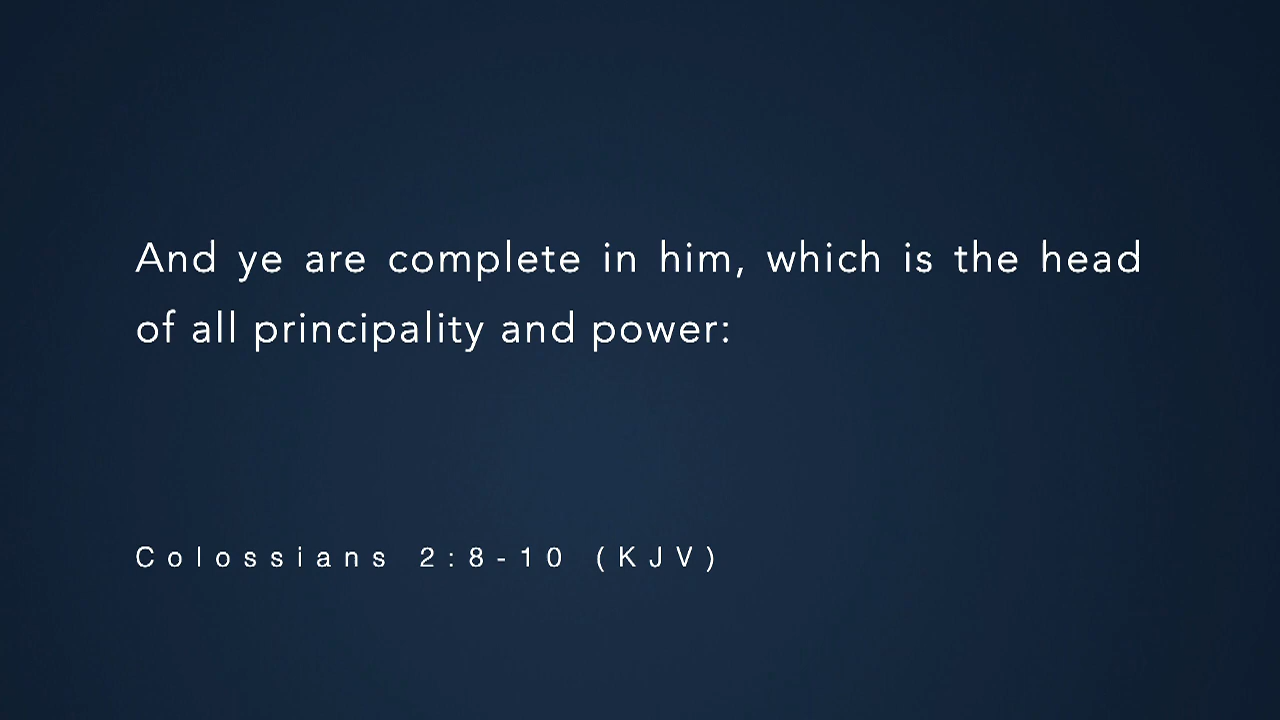 And ye are complete in him, which is the head
of all principality and power:
Colossians 2:8-10 (KJV)